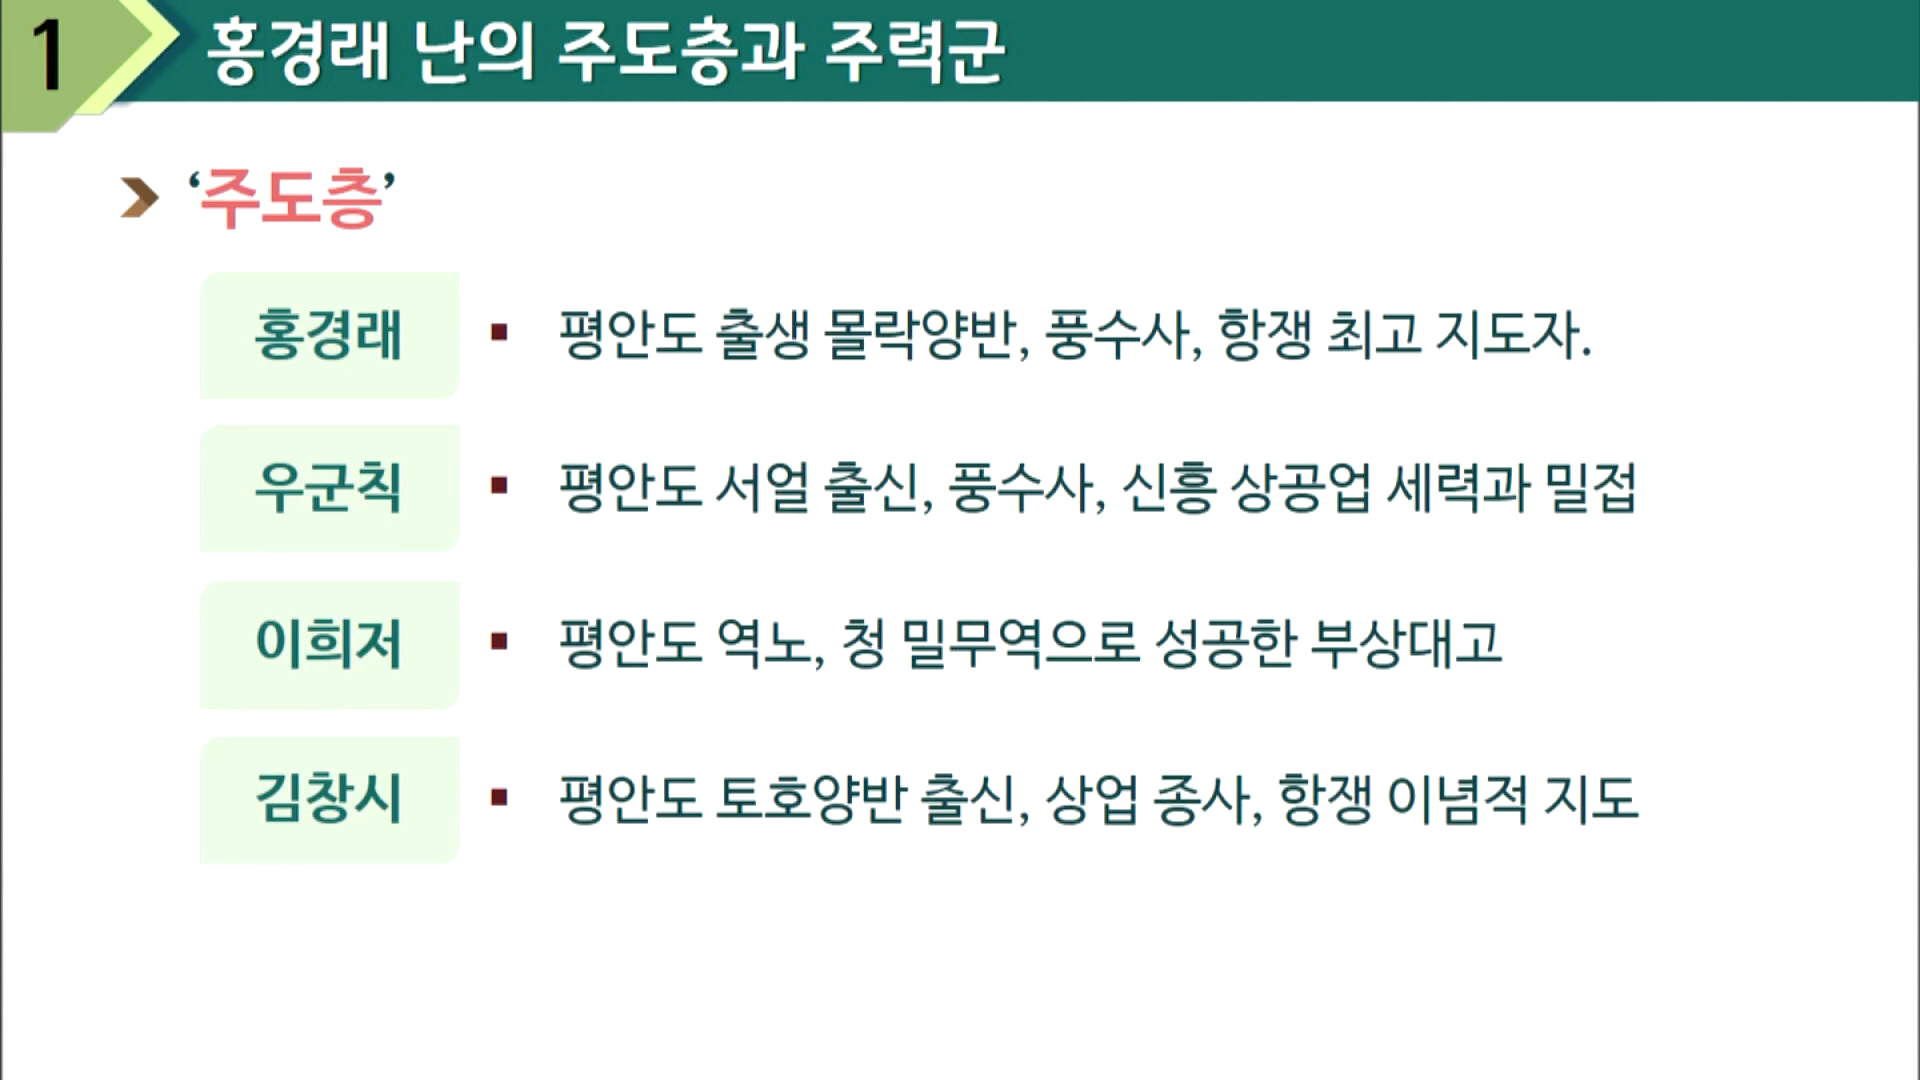 1
홍경래 난의 주도층과 주력군
‘주도층’
홍경래
▪ 평안도 출생 몰락양반, 풍수사, 항쟁 최고 지도자.
우군칙
▪ 평안도 서얼 출신, 풍수사, 신흥 상공업 세력과 밀접
이희저
▪ 평안도 역노, 청 밀무역으로 성공한 부상대고
김창시
▪ 평안도 토호양반 출신, 상업 종사, 항쟁 이념적 지도